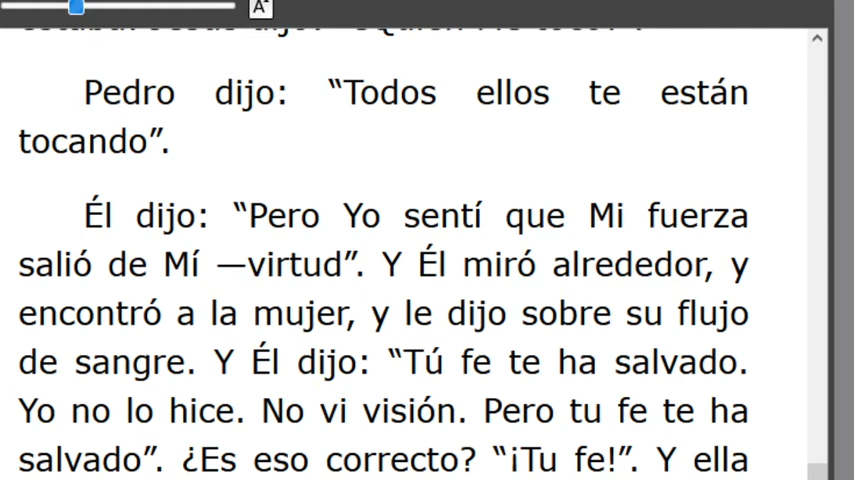 A
Pedro dijo: “Todos ellos te están
tocando”.
Él dijo: “Pero Yo sentí que Mi fuerza
salió de Mí —virtud”. Y Él miró alrededor, y
encontró a la mujer, y le dijo sobre su flujo
de sangre. Y Él dijo: “Tú fe te ha salvado.
Yo no lo hice. No vi visión. Pero tu fe te ha
salvado”. ¿Es eso correcto? “¡Tu fe!”. Y ella